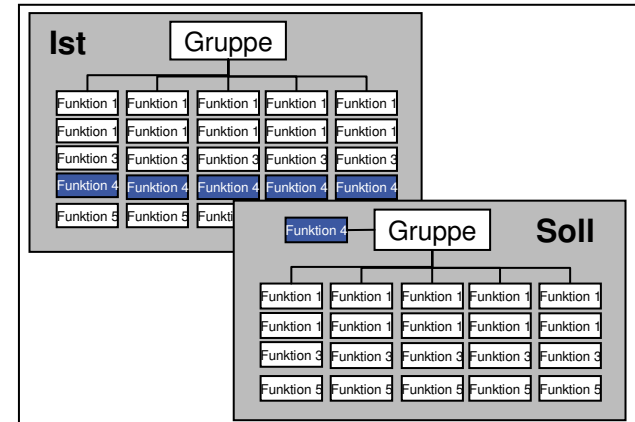 Ist
Gruppe
Funktion 1 Funktion 1 Funktion 1 Funktion 1 Funktion 1
Funktion 1 Funktion 1 Funktion 1 Funktion 1 Funktion 1
Funktion 3 Funktion 3 Funktion 3 Funktion 3 Funktion 3
Funktion 4 Funktion 4 Funktion 4 Funktion 4 Funktion 4
Funktion 5 Funktion 5
Funktion 4 Gruppe Soll
Funktion 1 Funktion 1 Funktion 1 Funktion 1 Funktion 1
Funktion 1 Funktion 1 Funktion 1 Funktion 1 Funktion 1
Funktion 3 Funktion 3 Funktion 3 Funktion 3 Funktion 3
Funktion 5 Funktion 5 Funktion 5 Funktion 5 Funktion 5